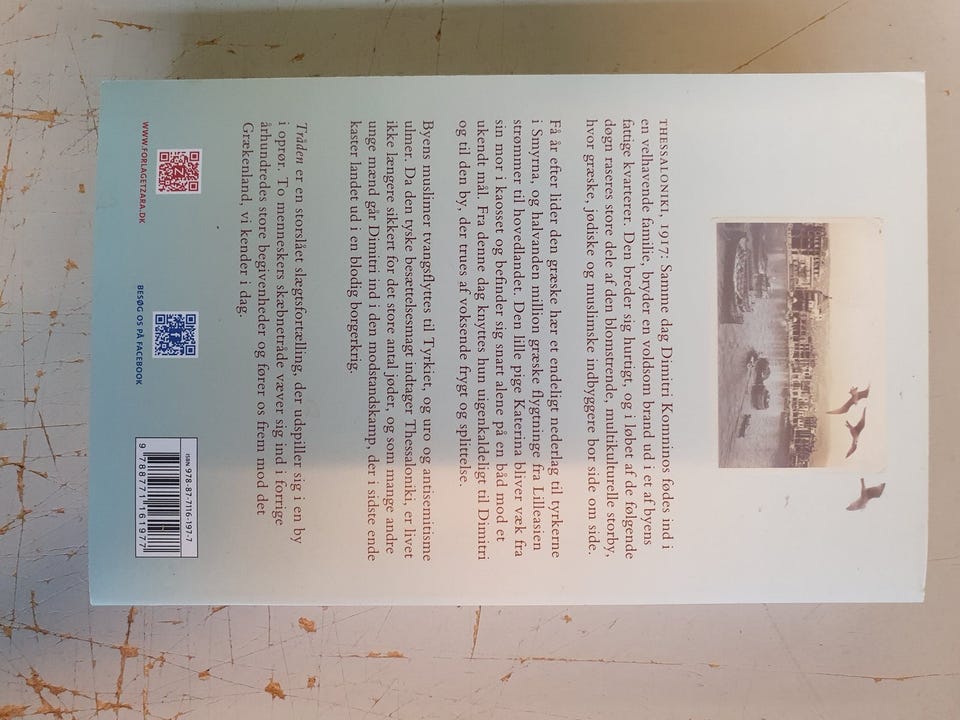 THESSALONIKI, 1917: Samme dag Dimitri Komninos fødes ind i
en velhavende familie, bryder en voldsom brand ud i et af byens
fattige kvarterer. Den breder sig hurtigt, og i løbet af de følgende
døgn raseres store dele af den blomstrende, multikulturelle storby,
hvor græske, jødiske og muslimske indbyggere bor side om side.
Få år efter lider den græske hær et endeligt nederlag til tyrkerne
i Smyrna, og halvanden million græske flygtninge fra Lilleasien
strømmer til hovedlandet. Den lille pige Katerina bliver væk fra
sin mor i kaosset og befinder sig snart alene på en båd mod et
ukendt mål. Fra denne dag knyttes hun uigenkaldeligt til Dimitri
og til den by, der trues af voksende frygt og splittelse.
Byens muslimer tvangsflyttes til Tyrkiet, og uro og antisemitisme
ulmer. Da den tyske besættelsesmagt indtager Thessaloniki, er livet
ikke længere sikkert for det store antal jøder, og som mange andre
unge mænd går Dimitri ind i den modstandskamp, der i sidste ende
kaster landet ud i en blodig borgerkrig.
Tråden er en storslået slægtsfortælling, der udspiller sig i en by
i oprør. To menneskers skæbnetråde væver sig ind i forrige
århundredes store begivenheder og fører os frem mod det
Grækenland, vi kender i dag.
WWW.FORLAGETZARA.DK
BESØG OS PÅ FACEBOOK
ISBN 978-87-7116-197-7
9 788771 161977